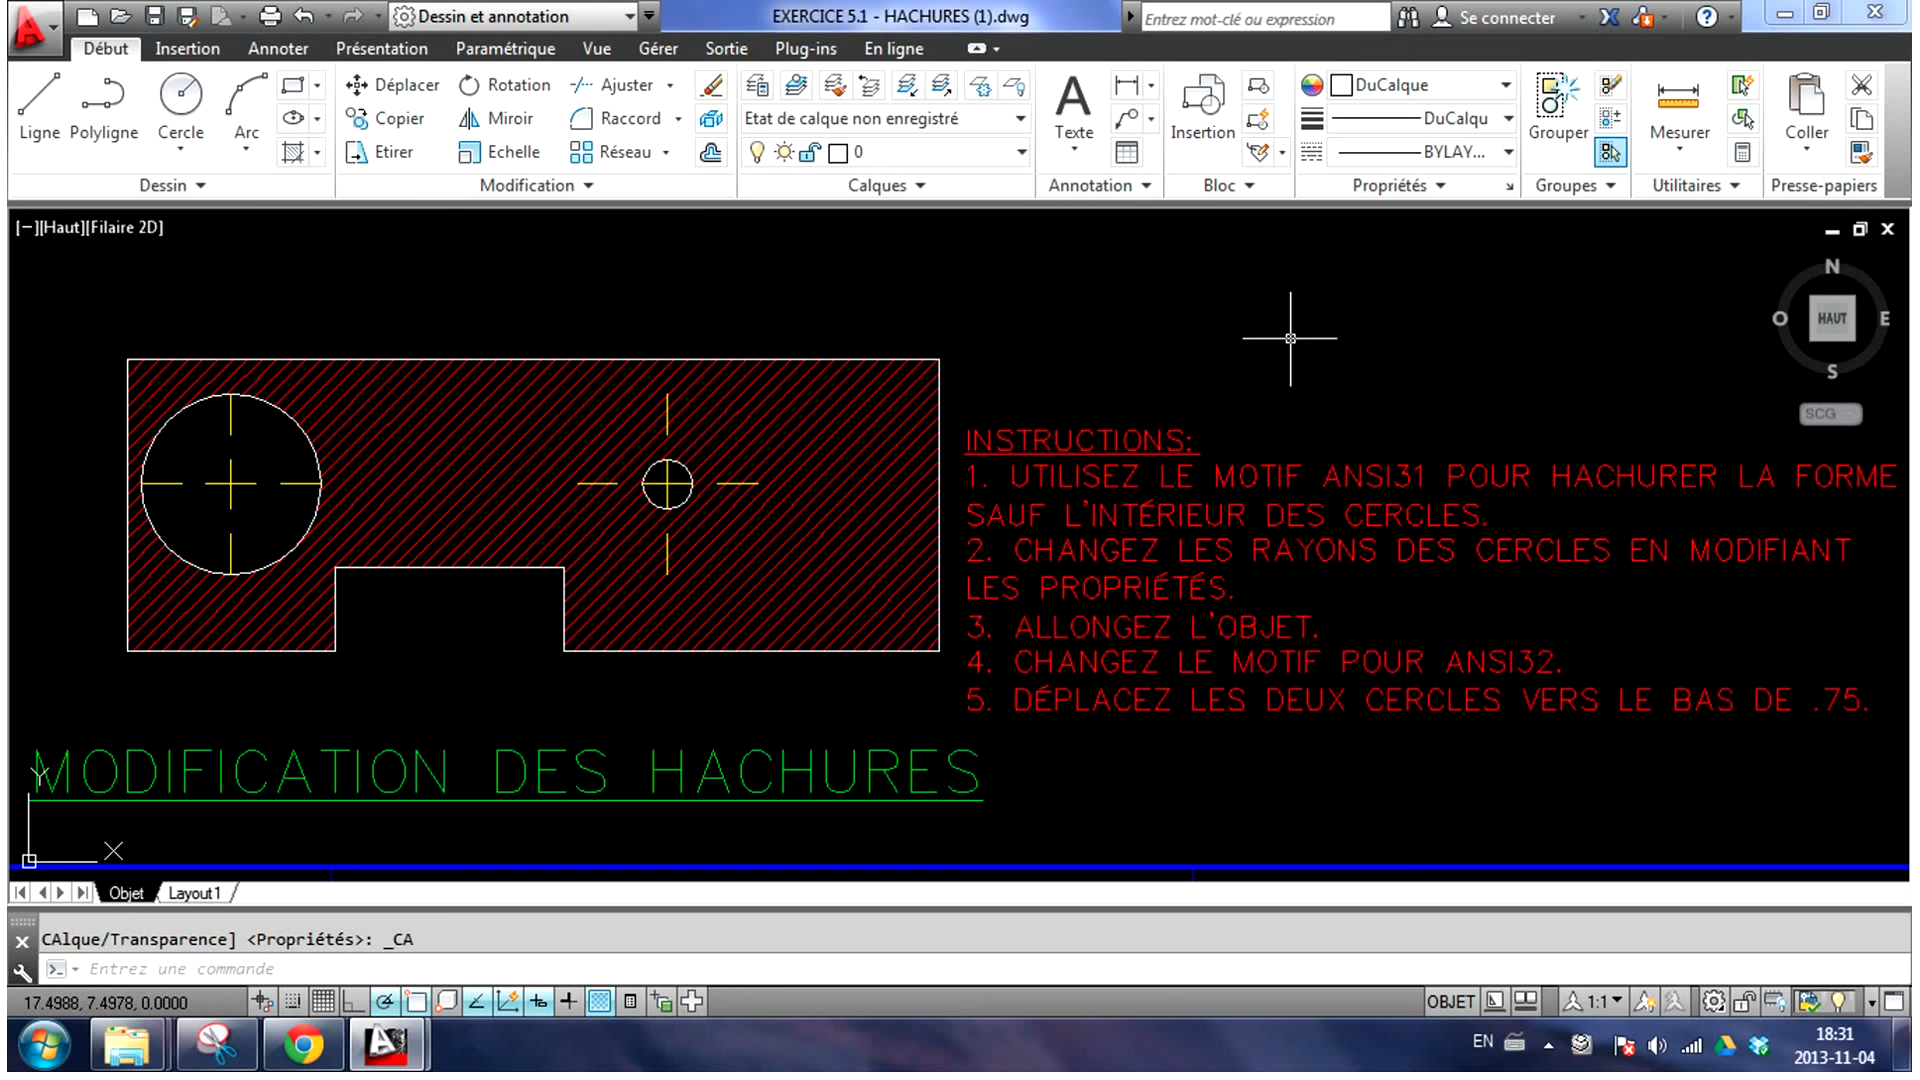 Dessin et annotation
EXERCICE 5.1 - HACHURES (1).dwg
Entrez mot-clé ou expression
Se connecter
Début Insertion Annoter Présentation Paramétrique Vue Gérer Sortie Plug-ins En ligne
Ligne Polyligne Cercle Arc
Déplacer Rotation Ajuster
Copier Miroir Raccord
Etirer Echelle Réseau
Etat de calque non enregistré
0
Texte
Insertion
DuCalque
DuCalqu
BYLAY...
Grouper
Mesurer
Coller
Dessin Modification Calques Annotation Bloc Propriétés Groupes Utilitaires Presse-papiers
[−][Haut][Filaire 2D]
N
O HAUT E
S
SCG
INSTRUCTIONS:
1. UTILISEZ LE MOTIF ANSI31 POUR HACHURER LA FORME
SAUF L'INTÉRIEUR DES CERCLES.
2. CHANGEZ LES RAYONS DES CERCLES EN MODIFIANT
LES PROPRIÉTÉS.
3. ALLONGEZ L'OBJET.
4. CHANGEZ LE MOTIF POUR ANSI32.
5. DÉPLACEZ LES DEUX CERCLES VERS LE BAS DE .75.
MODIFICATION DES HACHURES
Y
X
Objet Layout1
CAlque/Transparence] <Propriétés>: _CA
Entrez une commande
17.4988, 7.4978, 0.0000
OBJET
1:1
EN
18:31
2013-11-04